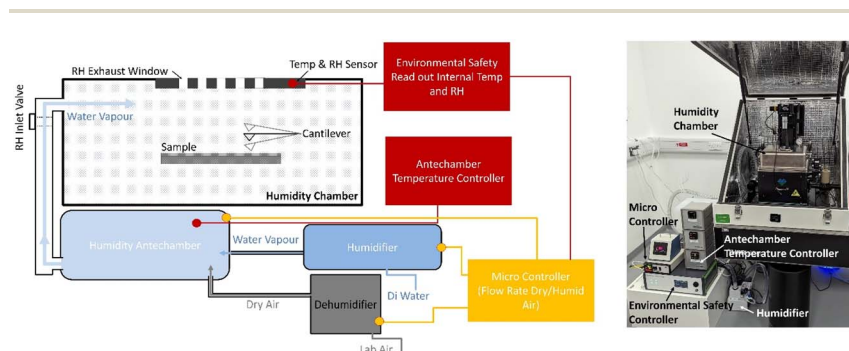 RH Exhaust Window
Temp & RH Sensor
RH Inlet Valve
Water Vapour
Cantilever
Sample
Humidity Chamber
Environmental Safety
Read out Internal Temp
and RH
Antechamber
Temperature Controller
Humidity Antechamber
Water Vapour
Humidifier
Di Water
Dry Air
Dehumidifier
Lab Air
Micro Controller
(Flow Rate Dry/Humid
Air)
Humidity
Chamber
Micro
Controller
Antechamber
Temperature Controller
Environmental Safety
Controller
Humidifier